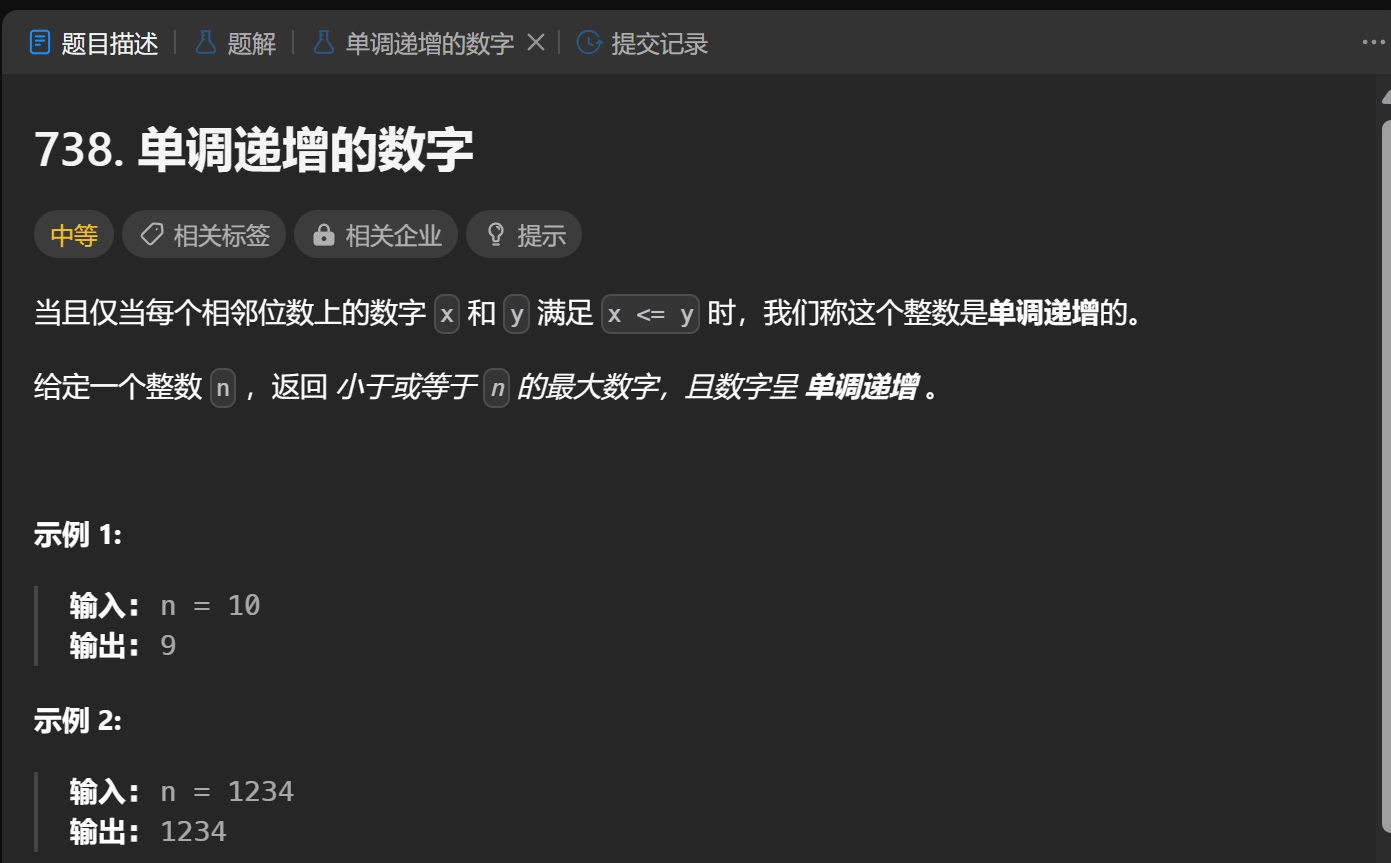 题目描述 题解 单调递增的数字 提交记录
738. 单调递增的数字
中等 相关标签 相关企业 提示
当且仅当每个相邻位数上的数字 x 和 y 满足 x <= y 时，我们称这个整数是单调递增的。
给定一个整数 n ，返回 小于或等于 n 的最大数字，且数字呈 单调递增 。
示例 1:
输入: n = 10
输出: 9
示例 2:
输入: n = 1234
输出: 1234